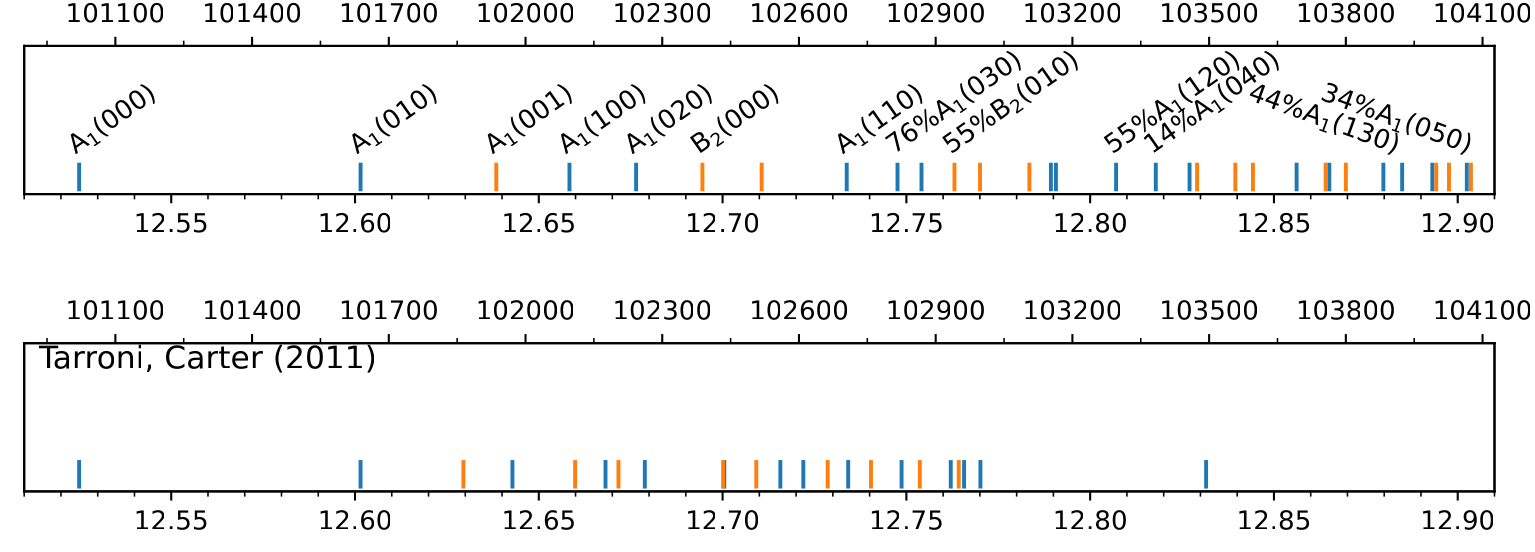 101100 101400 101700 102000 102300 102600 102900 103200 103500 103800 104100
A₁(000) A₁(010) A₁(001) A₁(100) A₁(020) B₂(000) A₁(110) 76%A₁(030) 55%B₂(010) 55%A₁(120) 14%A₁(040) 44%A₁(130) 34%A₁(050)
12.55 12.60 12.65 12.70 12.75 12.80 12.85 12.90
101100 101400 101700 102000 102300 102600 102900 103200 103500 103800 104100
Tarroni, Carter (2011)
12.55 12.60 12.65 12.70 12.75 12.80 12.85 12.90